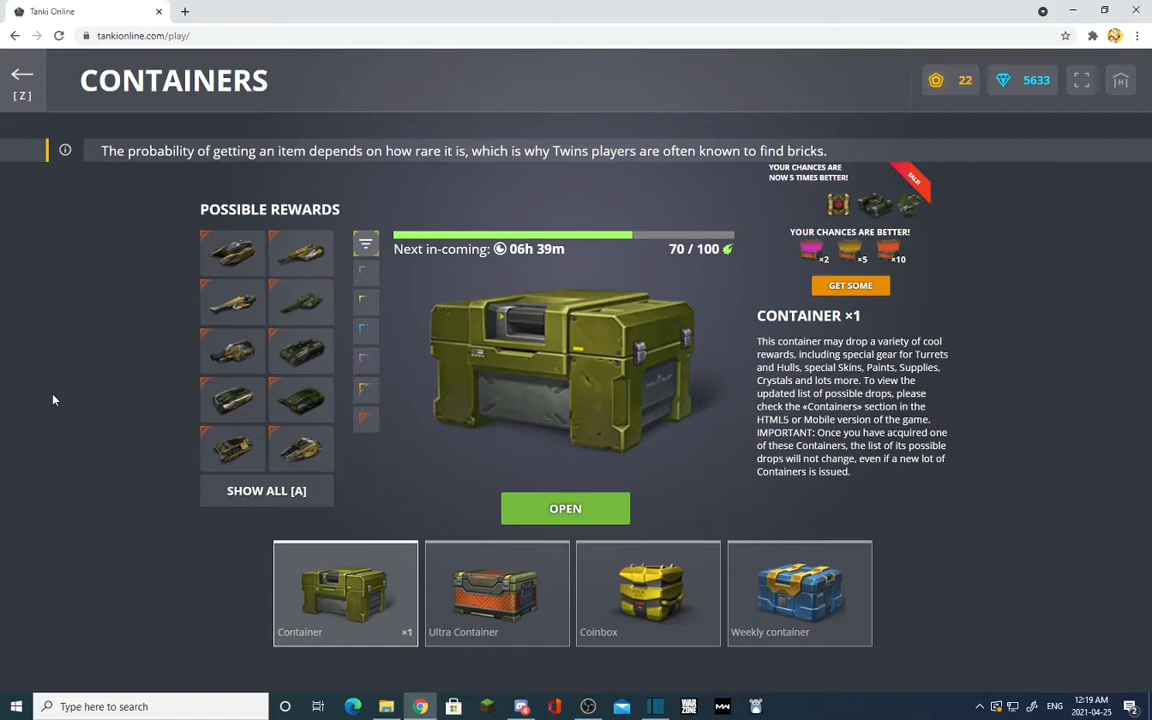 Tanki Online
tankionline.com/play/
[ Z ]
CONTAINERS
22
5633
The probability of getting an item depends on how rare it is, which is why Twins players are often known to find bricks.
YOUR CHANCES ARE
NOW 5 TIMES BETTER!
SALE!
POSSIBLE REWARDS
YOUR CHANCES ARE BETTER!
×2
×5
×10
GET SOME
Next in-coming: 06h 39m
70 / 100
CONTAINER ×1
This container may drop a variety of cool
rewards, including special gear for Turrets
and Hulls, special Skins, Paints, Supplies,
Crystals and lots more. To view the
updated list of possible drops, please
check the «Containers» section in the
HTML5 or Mobile version of the game.
IMPORTANT: Once you have acquired one
of these Containers, the list of its possible
drops will not change, even if a new lot of
Containers is issued.
SHOW ALL [A]
OPEN
Container
×1
Ultra Container
Coinbox
Weekly container
Type here to search
WAR
ZONE
MW
ENG
12:19 AM
2021-04-25
2